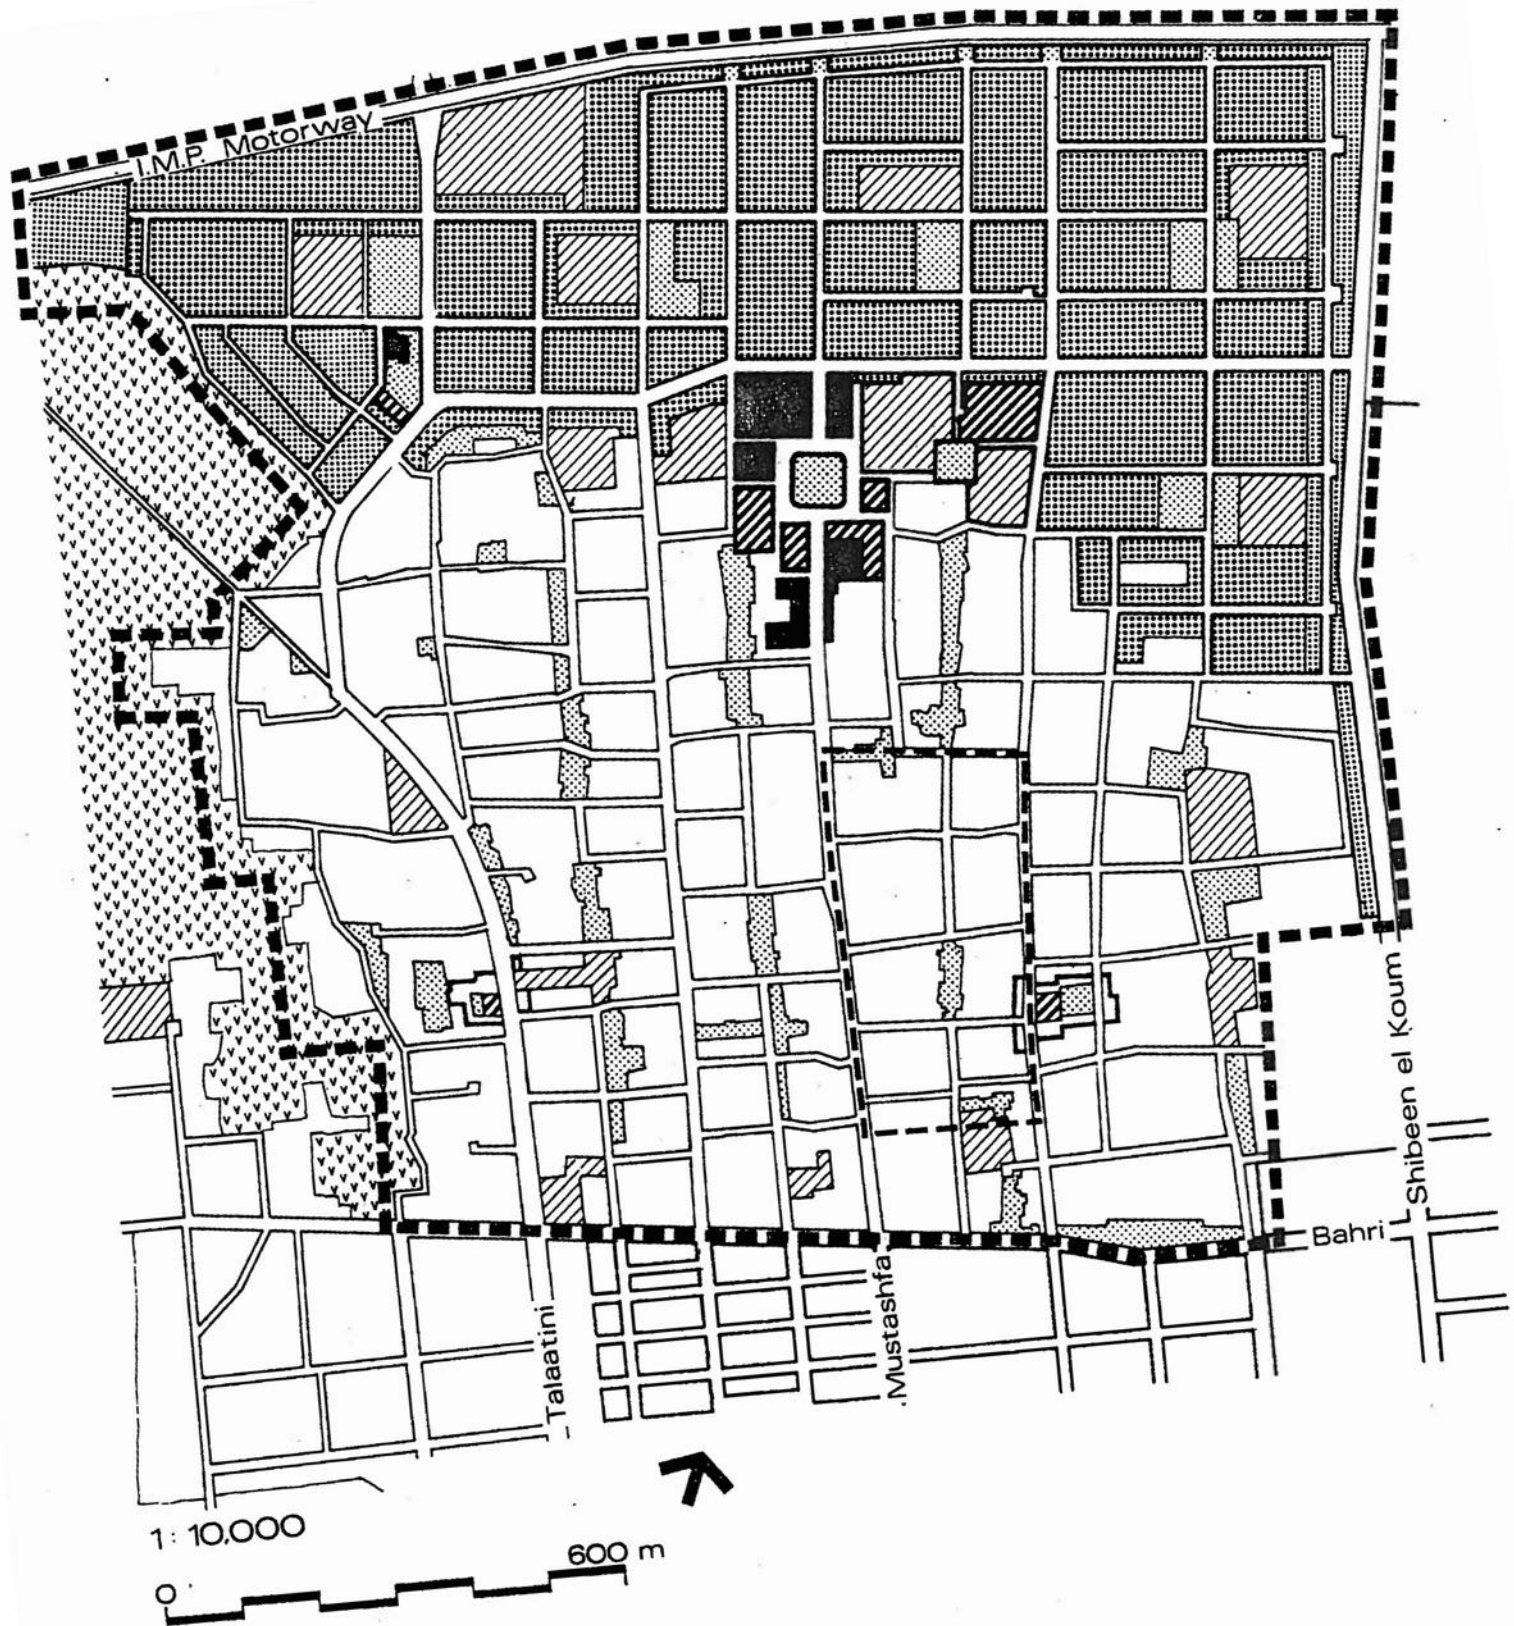 I.M.P. Motorway
Shibeen el Koum
Bahri
Talaatini
Mustashfa
1: 10,000
600 m
0